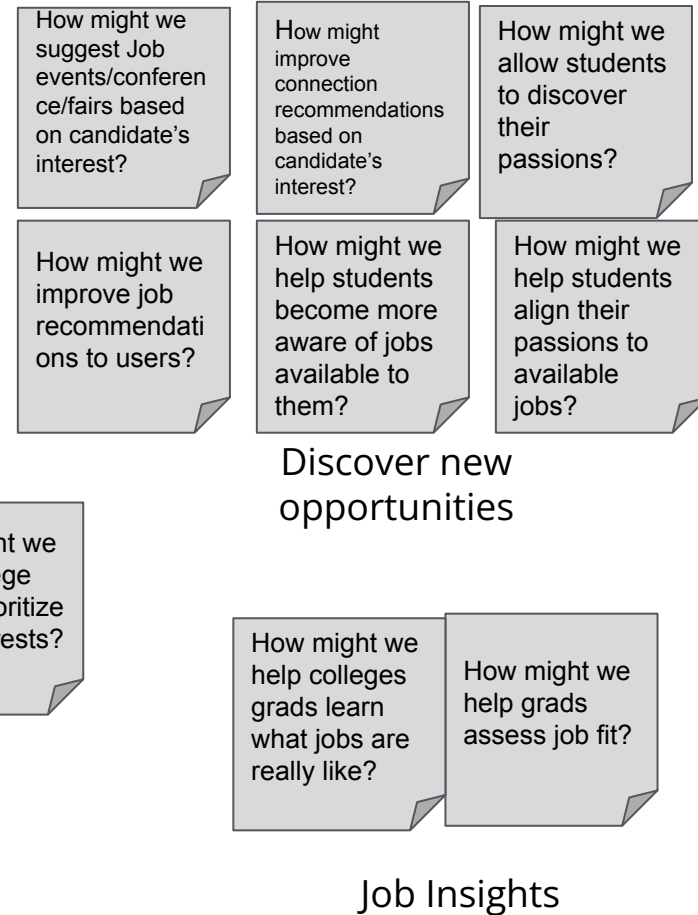 How might we
suggest Job
events/conferen
ce/fairs based
on candidate's
interest?
How might
improve
connection
recommendations
based on
candidate's
interest?
How might we
allow students
to discover
their
passions?
How might we
improve job
recommendati
ons to users?
How might we
help students
become more
aware of jobs
available to
them?
How might we
help students
align their
passions to
available
jobs?
Discover new
opportunities
we
How might we
help colleges
grads learn
what jobs are
really like?
How might we
help grads
assess job fit?
Job Insights